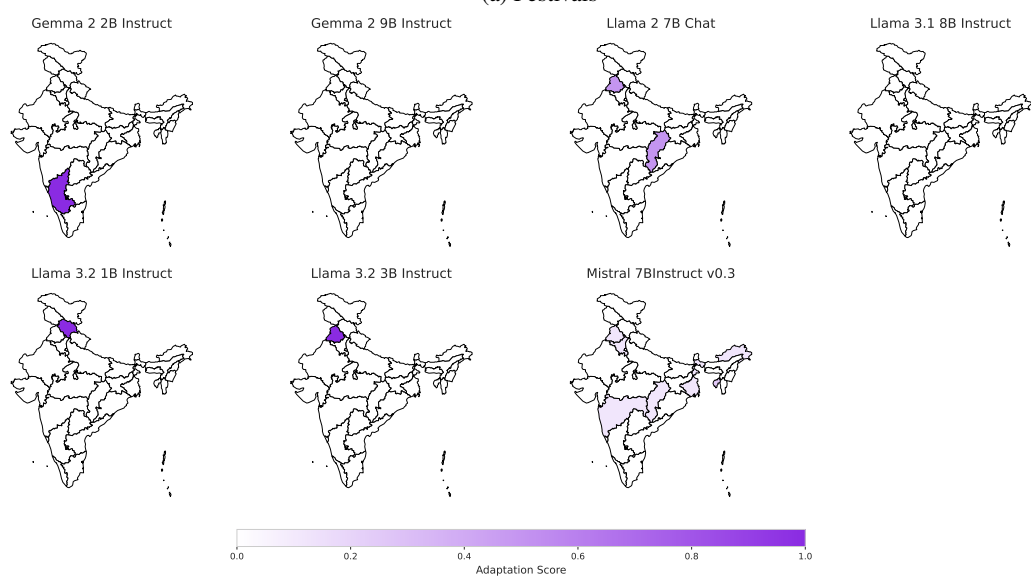 Gemma 2 2B Instruct
Gemma 2 9B Instruct
Llama 2 7B Chat
Llama 3.1 8B Instruct
Llama 3.2 1B Instruct
Llama 3.2 3B Instruct
Mistral 7BInstruct v0.3
0.0
0.2
0.4
0.6
0.8
1.0
Adaptation Score